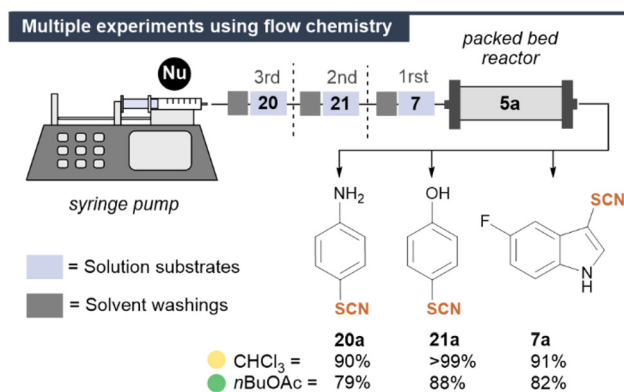 Multiple experiments using flow chemistry
packed bed
reactor
Nu
3rd
2nd
1rst
20
21
7
5a
syringe pump
NH2
OH
F
SCN
N
H
SCN
SCN
= Solution substrates
= Solvent washings
20a 21a 7a
CHCl3 = 90% >99% 91%
nBuOAc = 79% 88% 82%